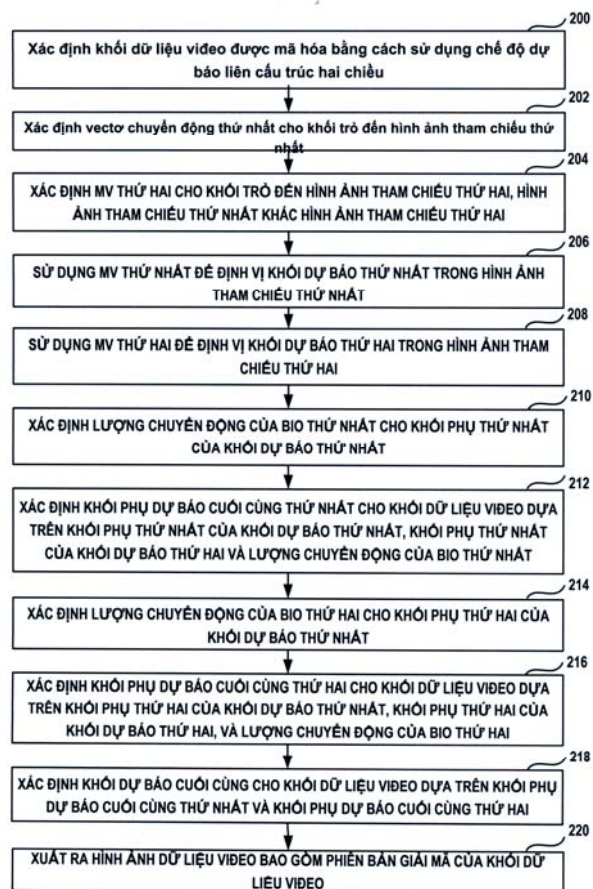 200
Xác định khối dữ liệu video được mã hóa bằng cách sử dụng chế độ dự
báo liên cấu trúc hai chiều
202
Xác định vectơ chuyển động thứ nhất cho khối trỏ đến hình ảnh tham chiếu thứ
nhất
204
XÁC ĐỊNH MV THỨ HAI CHO KHỐI TRỎ ĐẾN HÌNH ẢNH THAM CHIẾU THỨ HAI, HÌNH
ẢNH THAM CHIẾU THỨ NHẤT KHÁC HÌNH ẢNH THAM CHIẾU THỨ HAI
206
SỬ DỤNG MV THỨ NHẤT ĐỂ ĐỊNH VỊ KHỐI DỰ BÁO THỨ NHẤT TRONG HÌNH ẢNH
THAM CHIẾU THỨ NHẤT
208
SỬ DỤNG MV THỨ HAI ĐỂ ĐỊNH VỊ KHỐI DỰ BÁO THỨ HAI TRONG HÌNH ẢNH THAM
CHIẾU THỨ HAI
210
XÁC ĐỊNH LƯỢNG CHUYỂN ĐỘNG CỦA BIO THỨ NHẤT CHO KHỐI PHỤ THỨ NHẤT
CỦA KHỐI DỰ BÁO THỨ NHẤT
212
XÁC ĐỊNH KHỐI PHỤ DỰ BÁO CUỐI CÙNG THỨ NHẤT CHO KHỐI DỮ LIỆU VIDEO DỰA
TRÊN KHỐI PHỤ THỨ NHẤT CỦA KHỐI DỰ BÁO THỨ NHẤT, KHỐI PHỤ THỨ NHẤT
CỦA KHỐI DỰ BÁO THỨ HAI VÀ LƯỢNG CHUYỂN ĐỘNG CỦA BIO THỨ NHẤT
214
XÁC ĐỊNH LƯỢNG CHUYỂN ĐỘNG CỦA BIO THỨ HAI CHO KHỐI PHỤ THỨ HAI CỦA
KHỐI DỰ BÁO THỨ NHẤT
216
XÁC ĐỊNH KHỐI PHỤ DỰ BÁO CUỐI CÙNG THỨ HAI CHO KHỐI DỮ LIỆU VIDEO DỰA
TRÊN KHỐI PHỤ THỨ HAI CỦA KHỐI DỰ BÁO THỨ NHẤT, KHỐI PHỤ THỨ HAI CỦA
KHỐI DỰ BÁO THỨ HAI, VÀ LƯỢNG CHUYỂN ĐỘNG CỦA BIO THỨ HAI
218
XÁC ĐỊNH KHỐI DỰ BÁO CUỐI CÙNG CHO KHỐI DỮ LIỆU VIDEO DỰA TRÊN KHỐI PHỤ
DỰ BÁO CUỐI CÙNG THỨ NHẤT VÀ KHỐI PHỤ DỰ BÁO CUỐI CÙNG THỨ HAI
220
XUẤT RA HÌNH ẢNH DỮ LIỆU VIDEO BAO GỒM PHIÊN BẢN GIẢI MÃ CỦA KHỐI DỮ
LIỆU VIDEO